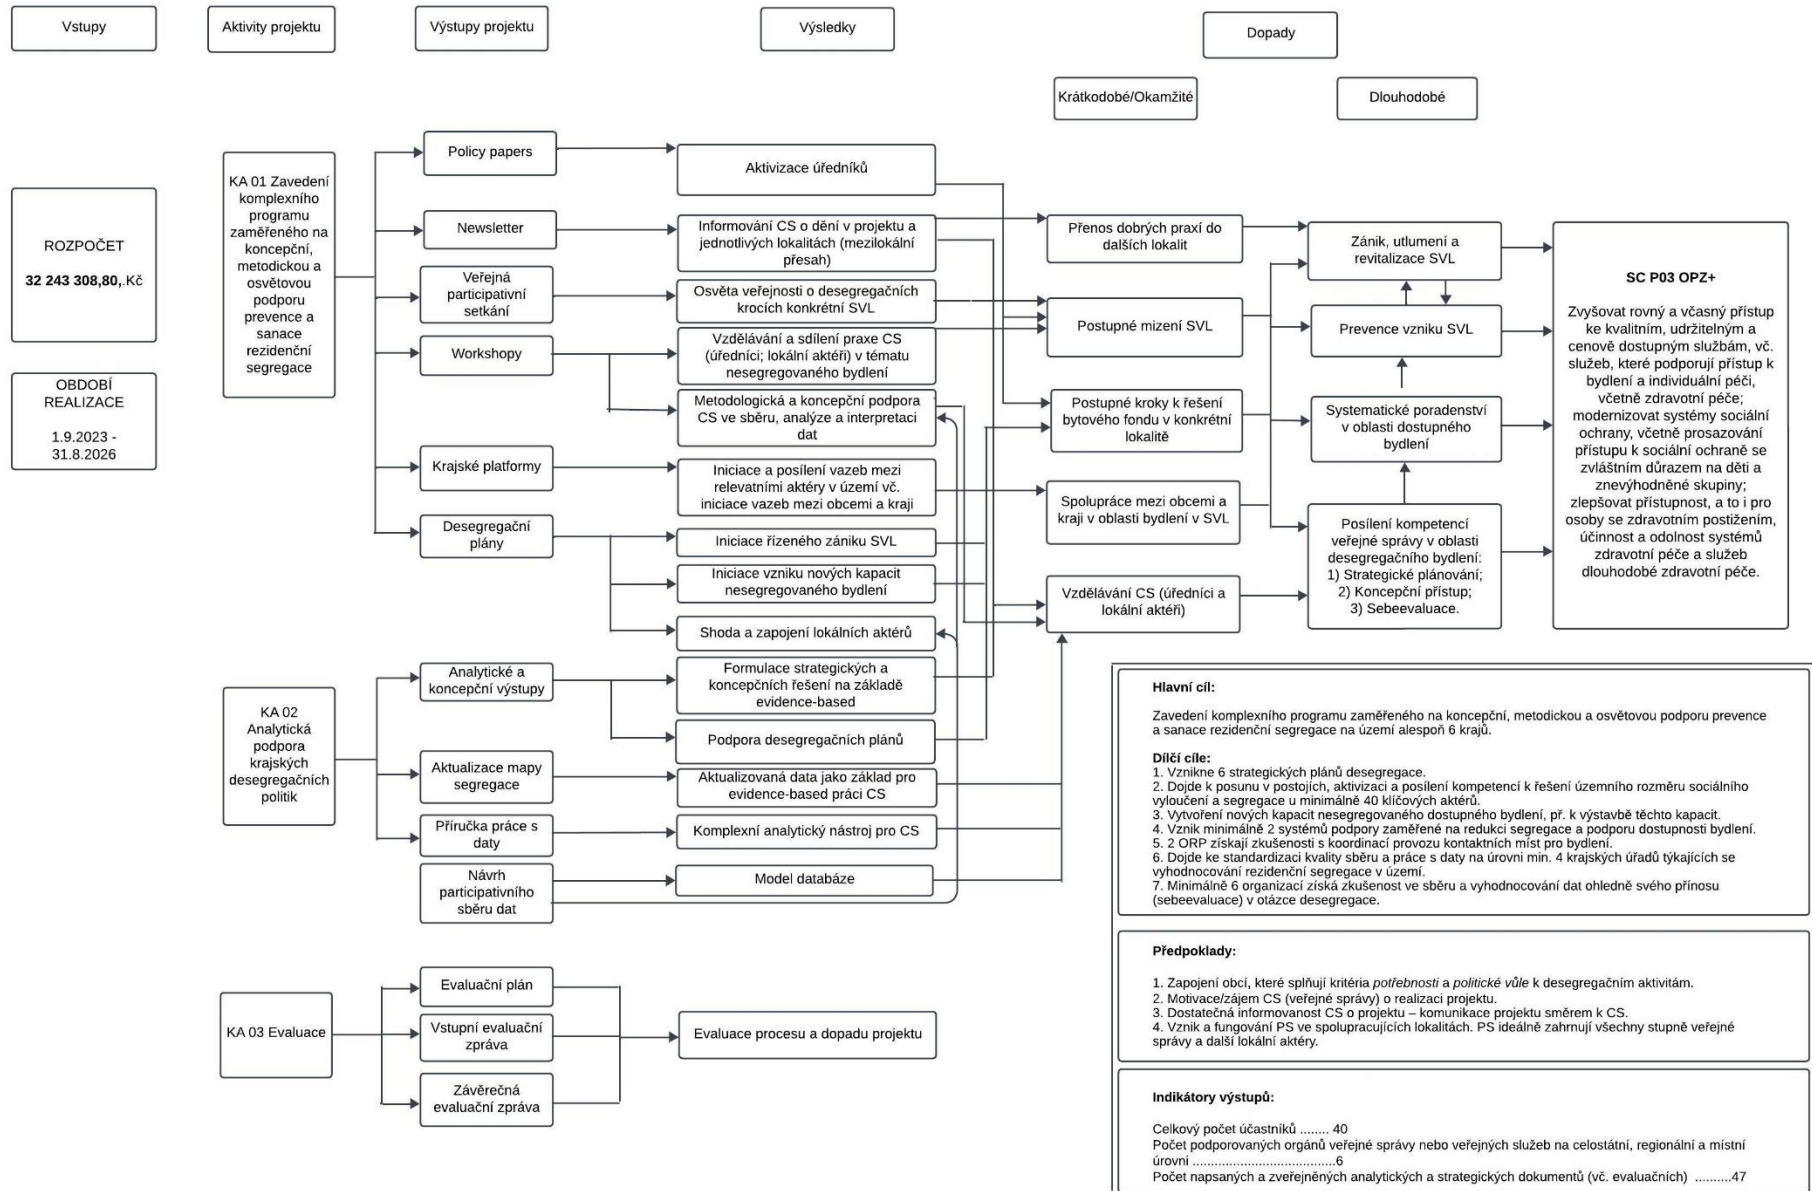 Vstupy
Aktivity projektu
Výstupy projektu
Výsledky
Dopady
Krátkodobé/Okamžité
Dlouhodobé
ROZPOČET
32 243 308,80,.Kč
OBDOBÍ
REALIZACE
1.9.2023 -
31.8.2026
KA 01 Zavedení
komplexního
programu
zaměřeného na
koncepční,
metodickou a
osvětovou
podporu
prevence a
sanace
rezidenční
segregace
Policy papers
Newsletter
Veřejná
participativní
setkání
Workshopy
Krajské platformy
Desegregační
plány
Aktivizace úředníků
Informování CS o dění v projektu a
jednotlivých lokalitách (mezilokální
přesah)
Osvěta veřejnosti o desegregačních
krocích konkrétní SVL
Vzdělávání a sdílení praxe CS
(úředníci; lokální aktéři) v tématu
nesegregovaného bydlení
Metodologická a koncepční podpora
CS ve sběru, analýze a interpretaci
dat
Iniciace a posílení vazeb mezi
relevatními aktéry v území vč.
iniciace vazeb mezi obcemi a kraji
Iniciace řízeného zániku SVL
Iniciace vzniku nových kapacit
nesegregovaného bydlení
Shoda a zapojení lokálních aktérů
Přenos dobrých praxí do
dalších lokalit
Postupné mizení SVL
Postupné kroky k řešení
bytového fondu v konkrétní
lokalitě
Spolupráce mezi obcemi a
kraji v oblasti bydlení v SVL
Vzdělávání CS (úředníci a
lokální aktéři)
Zánik, utlumení a
revitalizace SVL
Prevence vzniku SVL
Systematické poradenství
v oblasti dostupného
bydlení
Posílení kompetencí
veřejné správy v oblasti
desegregačního bydlení:
1) Strategické plánování;
2) Koncepční přístup;
3) Sebeevaluace.
SC P03 OPZ+
Zvyšovat rovný a včasný přístup
ke kvalitním, udržitelným a
cenově dostupným službám, vč.
služeb, které podporují přístup k
bydlení a individuální péči,
včetně zdravotní péče;
modernizovat systémy sociální
ochrany, včetně prosazování
přístupu k sociální ochraně se
zvláštním důrazem na děti a
znevýhodněné skupiny;
zlepšovat přístupnost, a to i pro
osoby se zdravotním postižením,
účinnost a odolnost systémů
zdravotní péče a služeb
dlouhodobé zdravotní péče.
KA 02
Analytická
podpora
krajských
desegregačních
politik
Analytické a
koncepční výstupy
Aktualizace mapy
segregace
Příručka práce s
daty
Návrh
participativního
sběru dat
Formulace strategických a
koncepčních řešení na základě
evidence-based
Podpora desegregačních plánů
Aktualizovaná data jako základ pro
evidence-based práci CS
Komplexní analytický nástroj pro CS
Model databáze
KA 03 Evaluace
Evaluační plán
Vstupní evaluační
zpráva
Závěrečná
evaluační zpráva
Evaluace procesu a dopadu projektu
Hlavní cíl:
Zavedení komplexního programu zaměřeného na koncepční, metodickou a osvětovou podporu prevence
a sanace rezidenční segregace na území alespoň 6 krajů.
Dílčí cíle:
1. Vznikne 6 strategických plánů desegregace.
2. Dojde k posunu v postojích, aktivizaci a posílení kompetencí k řešení územního rozměru sociálního
vyloučení a segregace u minimálně 40 klíčových aktérů.
3. Vytvoření nových kapacit nesegregovaného dostupného bydlení, př. k výstavbě těchto kapacit.
4. Vznik minimálně 2 systémů podpory zaměřené na redukci segregace a podporu dostupnosti bydlení.
5. 2 ORP získají zkušenosti s koordinací provozu kontaktních míst pro bydlení.
6. Dojde ke standardizaci kvality sběru a práce s daty na úrovni min. 4 krajských úřadů týkajících se
vyhodnocování rezidenční segregace v území.
7. Minimálně 6 organizací získá zkušenost ve sběru a vyhodnocování dat ohledně svého přínosu
(sebeevaluace) v otázce desegregace.
Předpoklady:
1. Zapojení obcí, které splňují kritéria potřebnosti a politické vůle k desegregačním aktivitám.
2. Motivace/zájem CS (veřejné správy) o realizaci projektu.
3. Dostatečná informovanost CS o projektu – komunikace projektu směrem k CS.
4. Vznik a fungování PS ve spolupracujících lokalitách. PS ideálně zahrnují všechny stupně veřejné
správy a další lokální aktéry.
Indikátory výstupů:
Celkový počet účastníků ........ 40
Počet podporovaných orgánů veřejné správy nebo veřejných služeb na celostátní, regionální a místní
úrovni ......................................6
Počet napsaných a zveřejněných analytických a strategických dokumentů (vč. evaluačních) ..........47